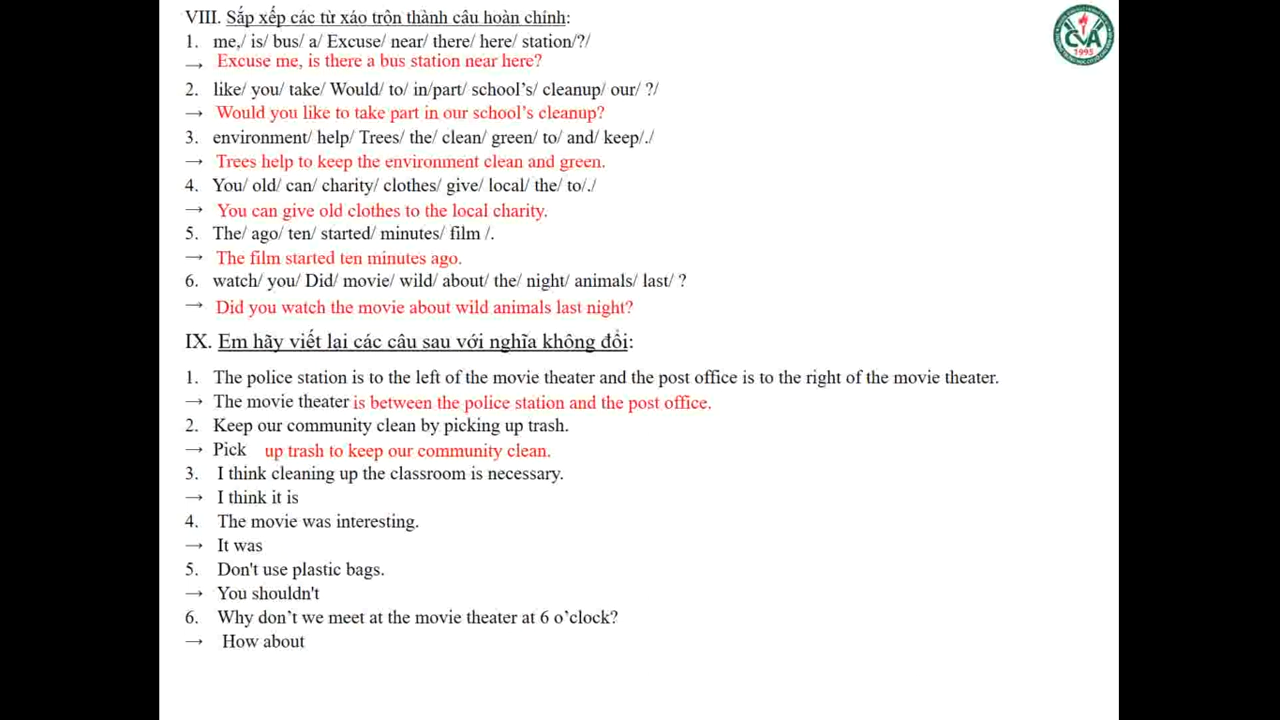 VIII. Sắp xếp các từ xáo trộn thành câu hoàn chỉnh:
1. me,/ is/ bus/ a/ Excuse/ near/ there/ here/ station/?/
→ Excuse me, is there a bus station near here?
2. like/ you/ take/ Would/ to/ in/part/ school’s/ cleanup/ our/ ?/
→ Would you like to take part in our school’s cleanup?
3. environment/ help/ Trees/ the/ clean/ green/ to/ and/ keep/./
→ Trees help to keep the environment clean and green.
4. You/ old/ can/ charity/ clothes/ give/ local/ the/ to/./
→ You can give old clothes to the local charity.
5. The/ ago/ ten/ started/ minutes/ film /.
→ The film started ten minutes ago.
6. watch/ you/ Did/ movie/ wild/ about/ the/ night/ animals/ last/ ?
→ Did you watch the movie about wild animals last night?
IX. Em hãy viết lại các câu sau với nghĩa không đổi:
1. The police station is to the left of the movie theater and the post office is to the right of the movie theater.
→ The movie theater is between the police station and the post office.
2. Keep our community clean by picking up trash.
→ Pick up trash to keep our community clean.
3. I think cleaning up the classroom is necessary.
→ I think it is
4. The movie was interesting.
→ It was
5. Don't use plastic bags.
→ You shouldn't
6. Why don’t we meet at the movie theater at 6 o’clock?
→ How about
CVA
1995